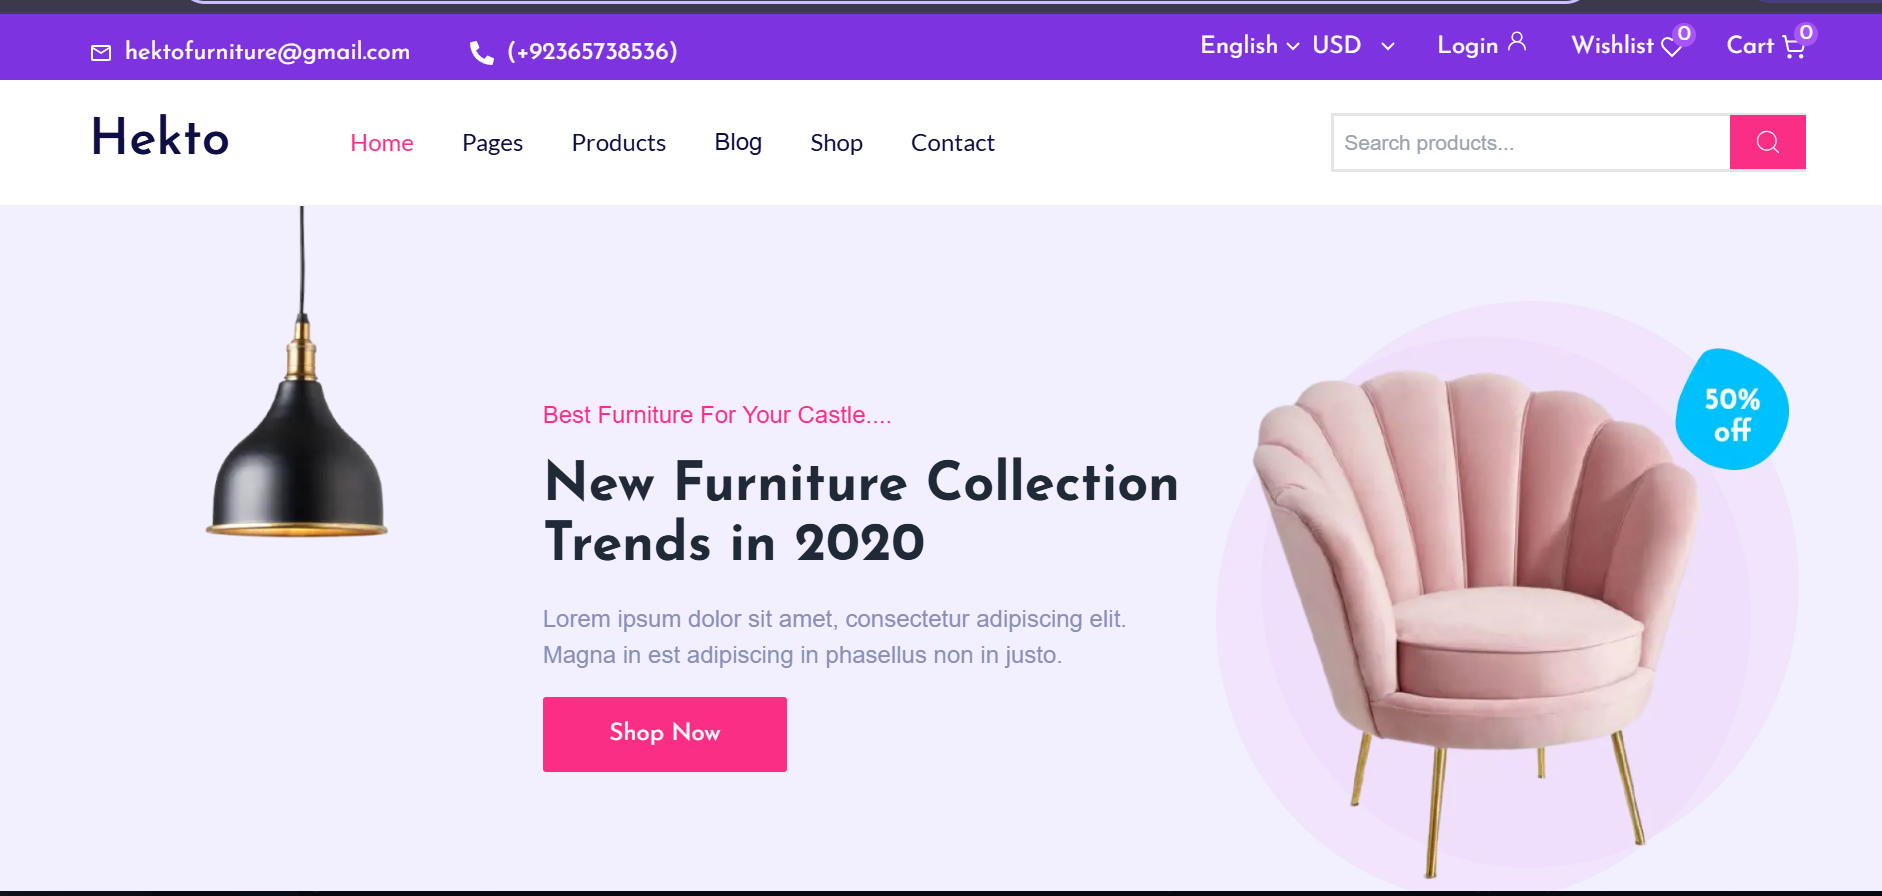 hektofurniture@gmail.com (+92365738536) English USD Login Wishlist 0 Cart 0
Hekto Home Pages Products Blog Shop Contact Search products...
Best Furniture For Your Castle....
New Furniture Collection
Trends in 2020
50%
off
Lorem ipsum dolor sit amet, consectetur adipiscing elit.
Magna in est adipiscing in phasellus non in justo.
Shop Now